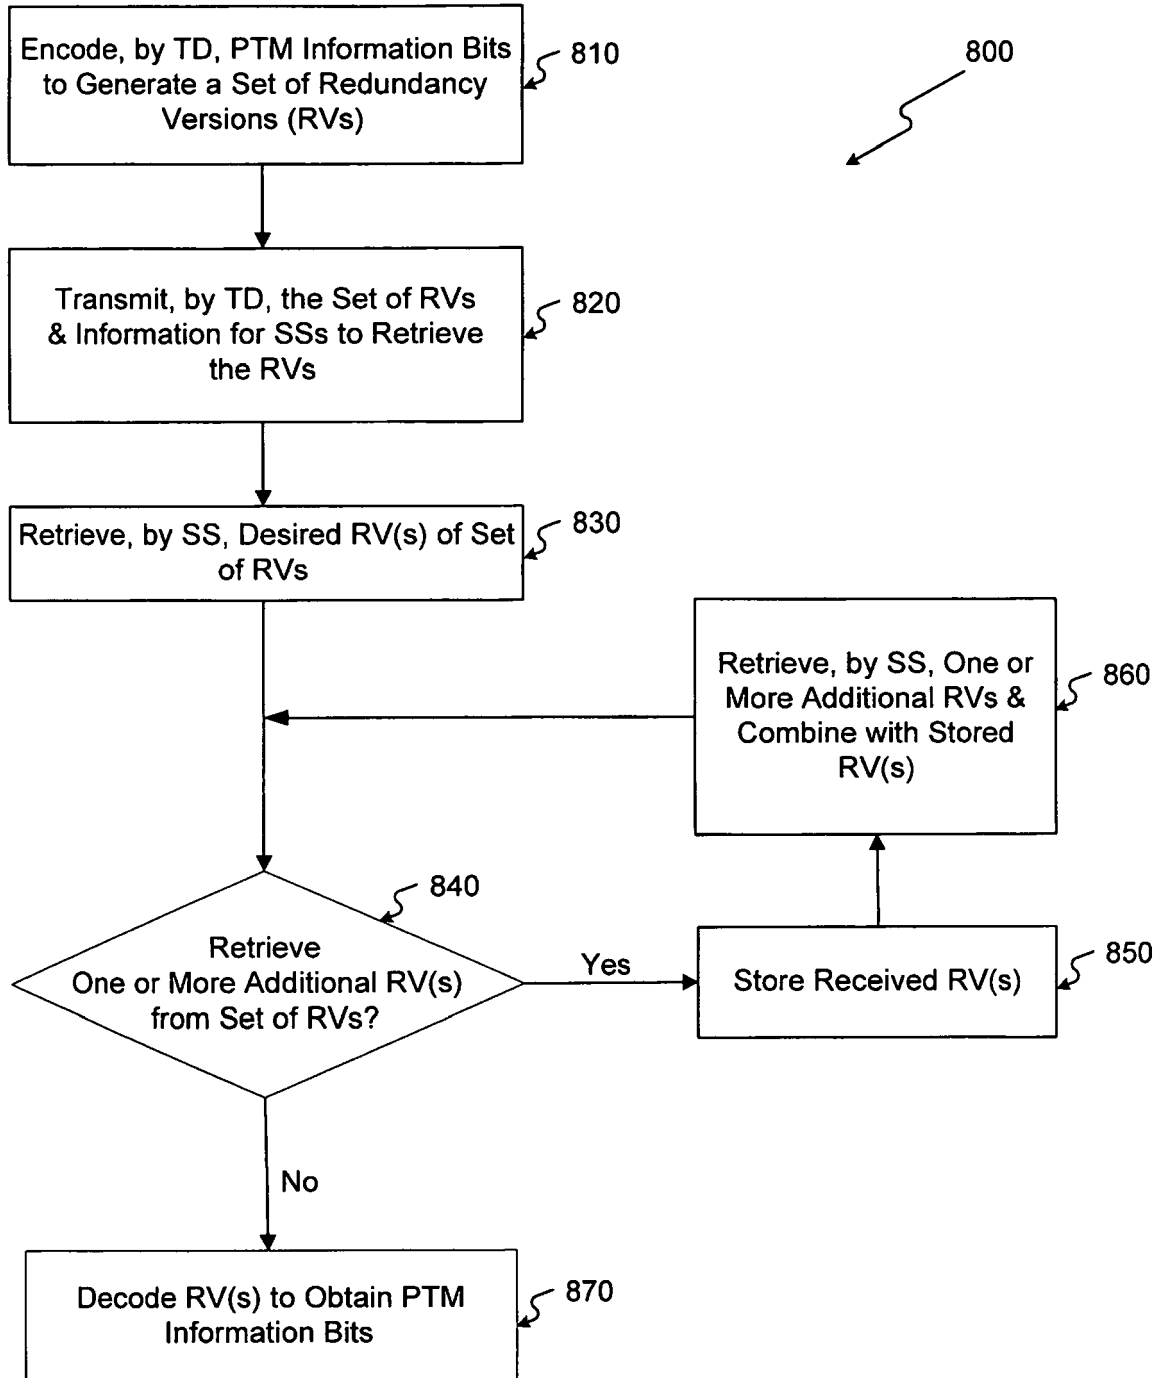 Encode, by TD, PTM Information Bits
to Generate a Set of Redundancy
Versions (RVs)
810
800
Transmit, by TD, the Set of RVs
& Information for SSs to Retrieve
the RVs
820
Retrieve, by SS, Desired RV(s) of Set
of RVs
830
Retrieve, by SS, One or
More Additional RVs &
Combine with Stored
RV(s)
860
840
Retrieve
One or More Additional RV(s)
from Set of RVs?
Yes
Store Received RV(s)
850
No
Decode RV(s) to Obtain PTM
Information Bits
870